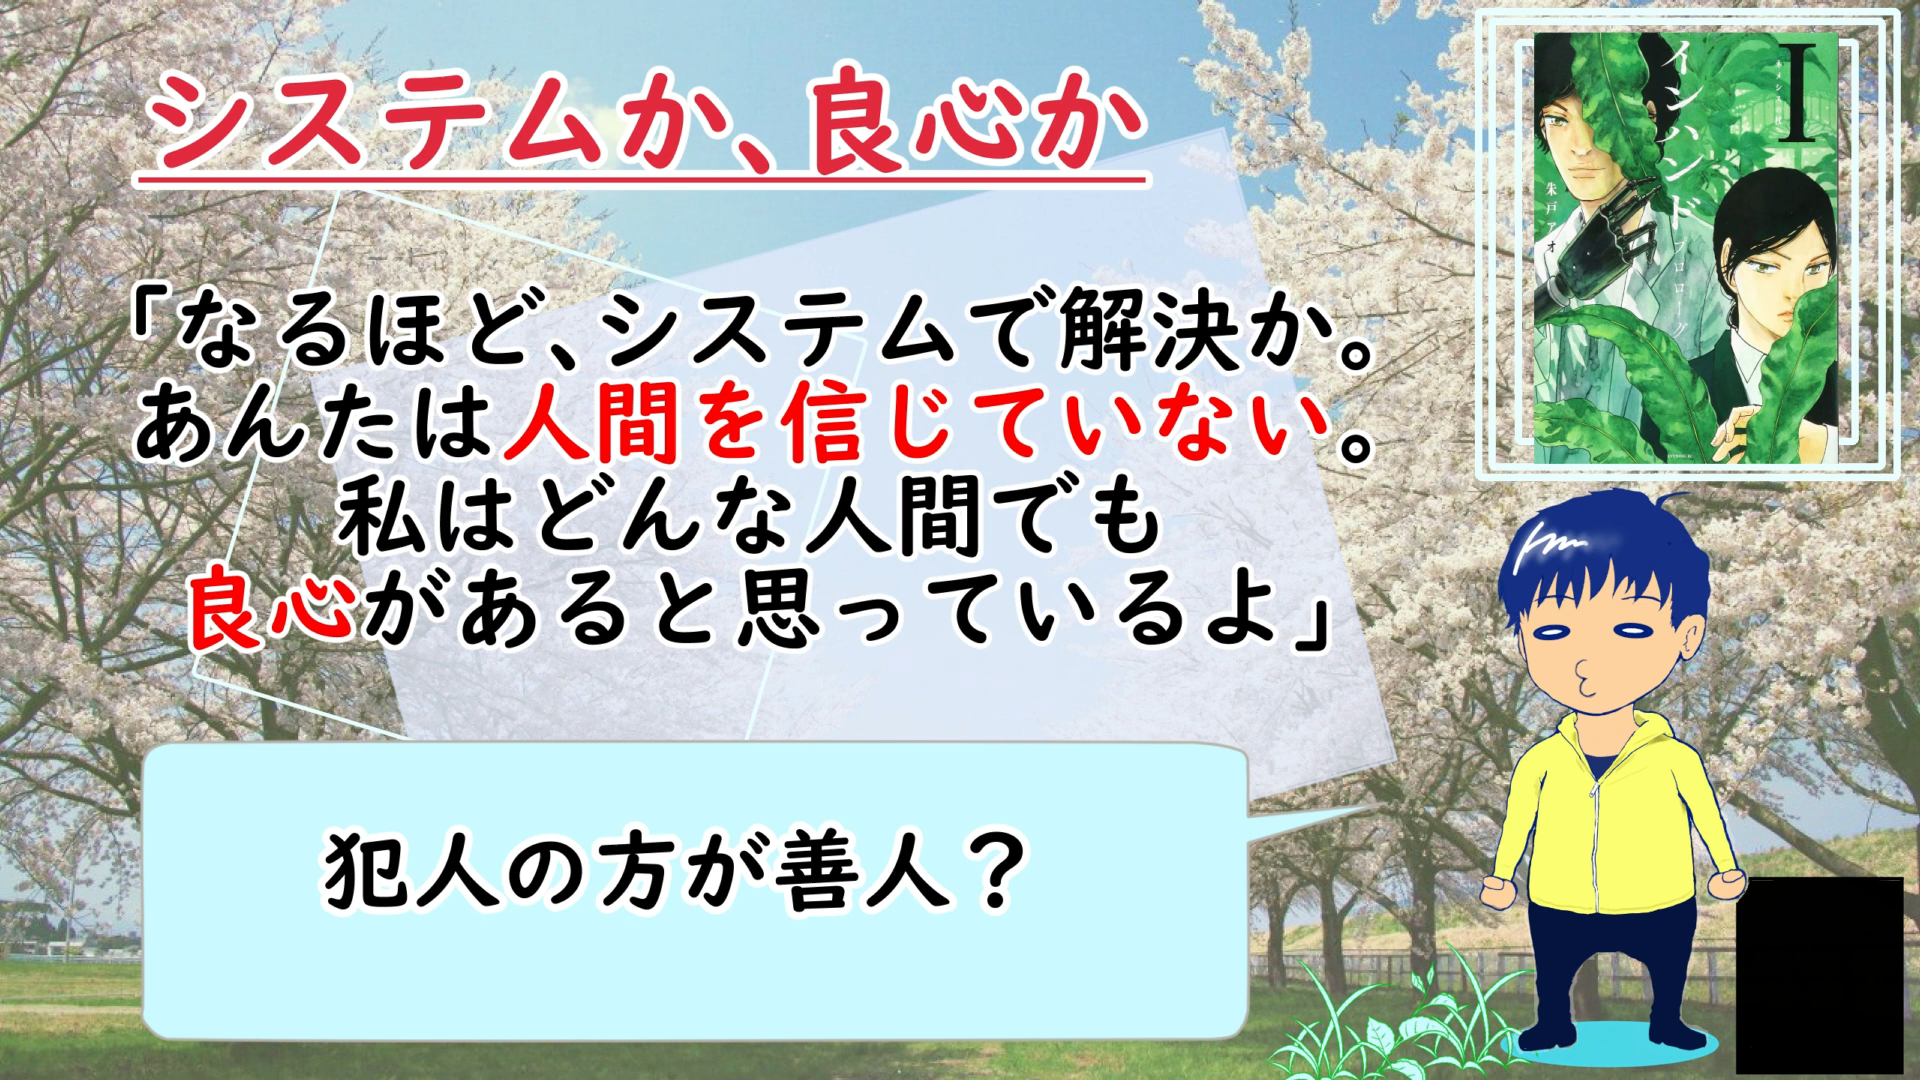 システムか、良心か
「なるほど、システムで解決か。
あんたは人間を信じていない。
私はどんな人間でも
良心があると思っているよ」
犯人の方が善人？
インハンド
プロローグ
I
朱戸アオ